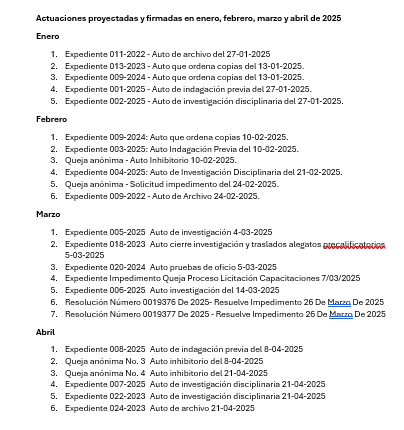 Actuaciones proyectadas y firmadas en enero, febrero, marzo y abril de 2025
Enero
1. Expediente 011-2022 - Auto de archivo del 27-01-2025
2. Expediente 013-2023 - Auto que ordena copias del 13-01-2025.
3. Expediente 009-2024 - Auto que ordena copias del 13-01-2025.
4. Expediente 001-2025 - Auto de indagación previa del 27-01-2025.
5. Expediente 002-2025 - Auto de investigación disciplinaria del 27-01-2025.
Febrero
1. Expediente 009-2024: Auto que ordena copias 10-02-2025.
2. Expediente 003-2025: Auto Indagación Previa del 10-02-2025.
3. Queja anónima - Auto Inhibitorio 10-02-2025.
4. Expediente 004-2025: Auto de Investigación Disciplinaria del 21-02-2025.
5. Queja anónima - Solicitud impedimento del 24-02-2025.
6. Expediente 009-2022 - Auto de Archivo 24-02-2025.
Marzo
1. Expediente 005-2025 Auto de investigación 4-03-2025
2. Expediente 018-2023 Auto cierre investigación y traslados alegatos precalificatorios
5-03-2025
3. Expediente 020-2024 Auto pruebas de oficio 5-03-2025
4. Expediente Impedimento Queja Proceso Licitación Capacitaciones 7/03/2025
5. Expediente 006-2025 Auto investigación del 14-03-2025
6. Resolución Número 0019376 De 2025- Resuelve Impedimento 26 De Marzo De 2025
7. Resolución Número 0019377 De 2025 - Resuelve Impedimento 26 De Marzo De 2025
Abril
1. Expediente 008-2025 Auto de indagación previa del 8-04-2025
2. Queja anónima No. 3 Auto inhibitorio del 8-04-2025
3. Queja anónima No. 4 Auto inhibitorio del 21-04-2025
4. Expediente 007-2025 Auto de investigación disciplinaria 21-04-2025
5. Expediente 022-2023 Auto de investigación disciplinaria 21-04-2025
6. Expediente 024-2023 Auto de archivo 21-04-2025